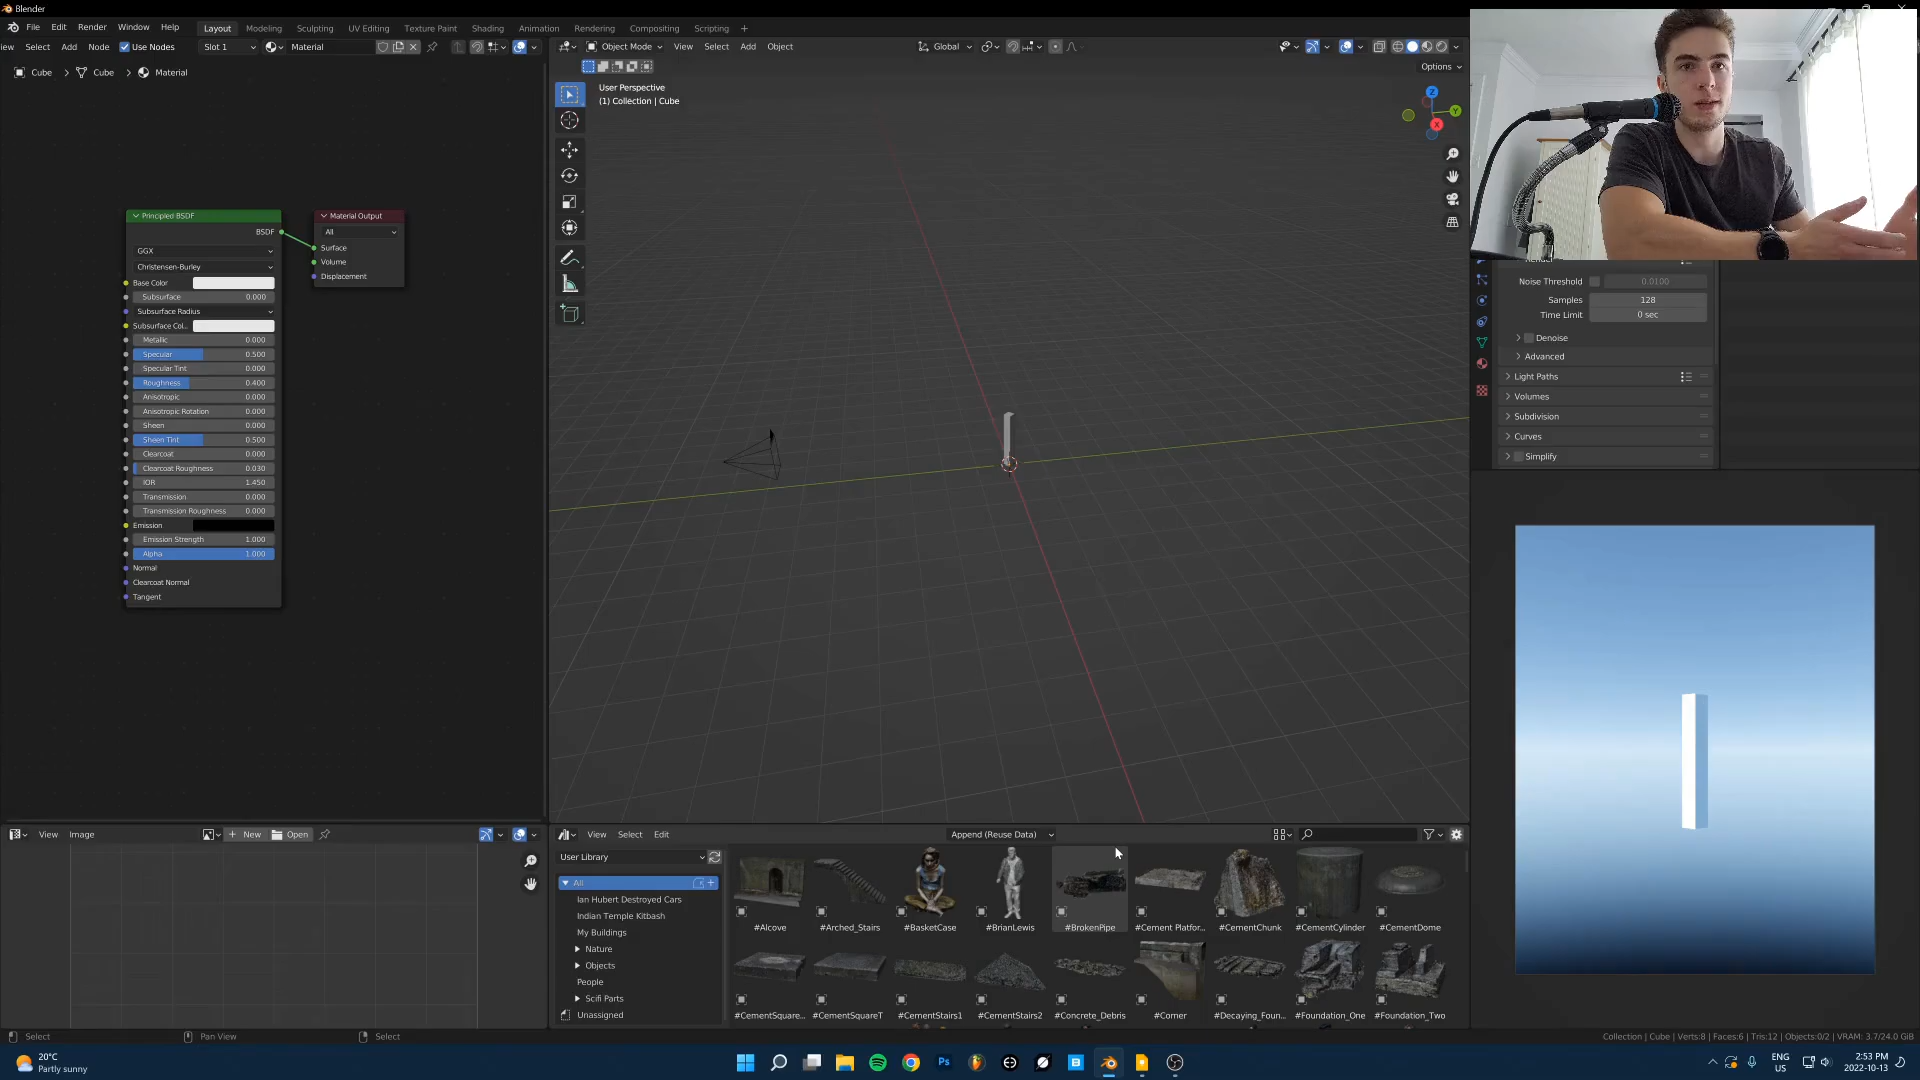 Blender
File Edit Render Window Help Layout Modeling Sculpting UV Editing Texture Paint Shading Animation Rendering Compositing Scripting +
Select Add Node Use Nodes Slot 1 Material
Object Mode View Select Add Object Global
Options
Cube > Cube > Material
User Perspective
(1) Collection | Cube
Z
Y
X
Principled BSDF
BSDF
GGX
Christensen-Burley
Base Color
Subsurface 0.000
Subsurface Radius
Subsurface Col...
Metallic 0.000
Specular 0.500
Specular Tint 0.000
Roughness 0.400
Anisotropic 0.000
Anisotropic Rotation 0.000
Sheen 0.000
Sheen Tint 0.500
Clearcoat 0.000
Clearcoat Roughness 0.030
IOR 1.450
Transmission 0.000
Transmission Roughness 0.000
Emission
Emission Strength 1.000
Alpha 1.000
Normal
Clearcoat Normal
Tangent
Material Output
All
Surface
Volume
Displacement
Noise Threshold 0.0100
Samples 128
Time Limit 0 sec
Denoise
Advanced
Light Paths
Volumes
Subdivision
Curves
Simplify
View Image New Open
View Select Edit Append (Reuse Data)
User Library
All
Ian Hubert Destroyed Cars
Indian Temple Kitbash
My Buildings
Nature
Objects
People
Scifi Parts
Unassigned
#Alcove #Arched_Stairs #BasketCase #BrianLewis #BrokenPipe #Cement Platfor... #CementChunk #CementCylinder #CementDome
#CementSquare... #CementSquareT #CementStairs1 #CementStairs2 #Concrete_Debris #Corner #Decaying_Foun... #Foundation_One #Foundation_Two
Select Pan View Select
Collection | Cube | Verts:8 | Faces:6 | Tris:12 | Objects:0/2 | VRAM: 3.7/24.0 GiB
20°C
Partly sunny
Ps
B
ENG
US
2:53 PM
2022-10-13